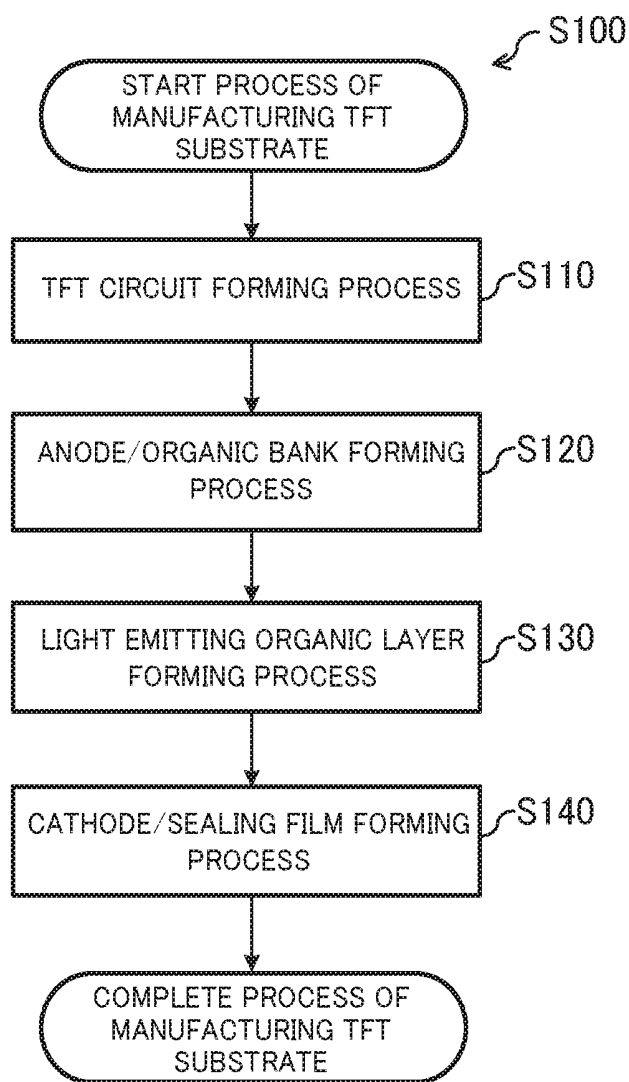 S100
START PROCESS OF
MANUFACTURING TFT
SUBSTRATE
TFT CIRCUIT FORMING PROCESS
S110
ANODE/ORGANIC BANK FORMING
PROCESS
S120
LIGHT EMITTING ORGANIC LAYER
FORMING PROCESS
S130
CATHODE/SEALING FILM FORMING
PROCESS
S140
COMPLETE PROCESS OF
MANUFACTURING TFT
SUBSTRATE